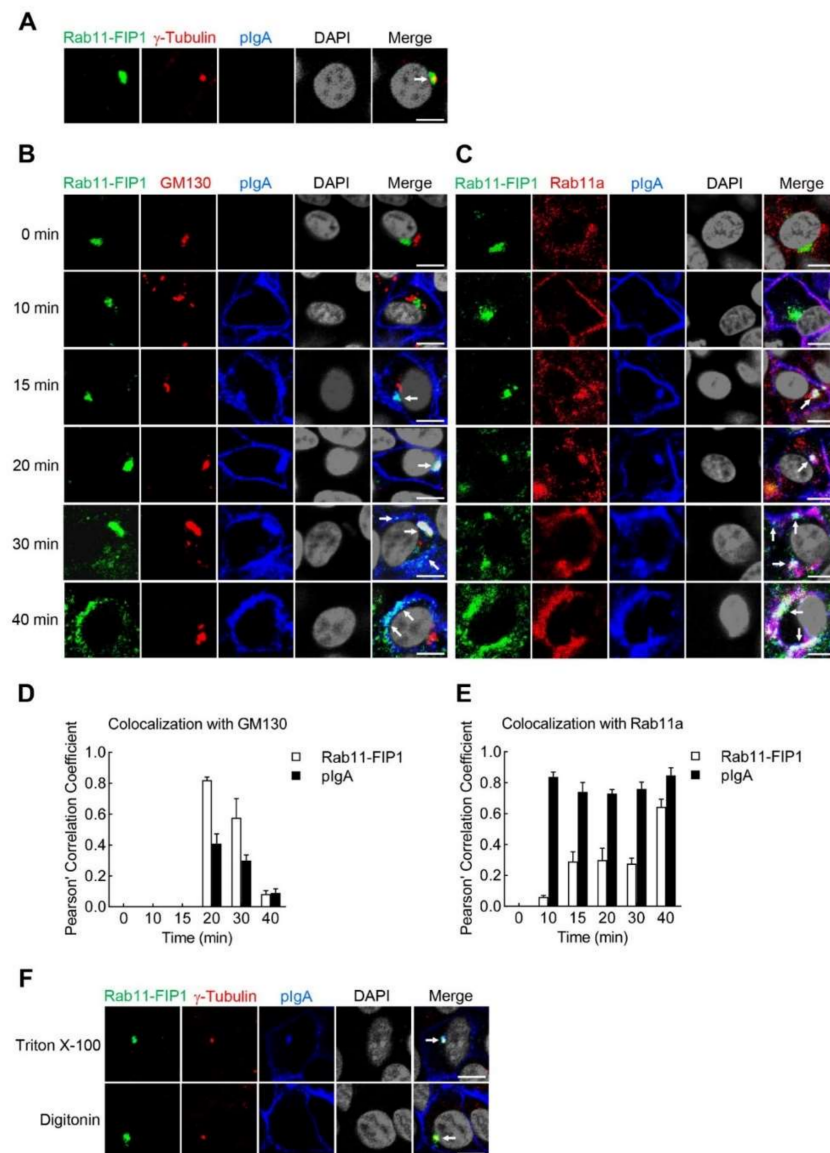 A
Rab11-FIP1 γ-Tubulin pIgA DAPI Merge
B
Rab11-FIP1 GM130 pIgA DAPI Merge
0 min
10 min
15 min
20 min
30 min
40 min
C
Rab11-FIP1 Rab11a pIgA DAPI Merge
D
Colocalization with GM130
Pearson' Correlation Coefficient
1.0
0.8
0.6
0.4
0.2
0.0
0 10 15 20 30 40
Time (min)
Rab11-FIP1
pIgA
E
Colocalization with Rab11a
Pearson' Correlation Coefficient
1.0
0.8
0.6
0.4
0.2
0.0
0 10 15 20 30 40
Time (min)
Rab11-FIP1
pIgA
F
Rab11-FIP1 γ-Tubulin pIgA DAPI Merge
Triton X-100
Digitonin